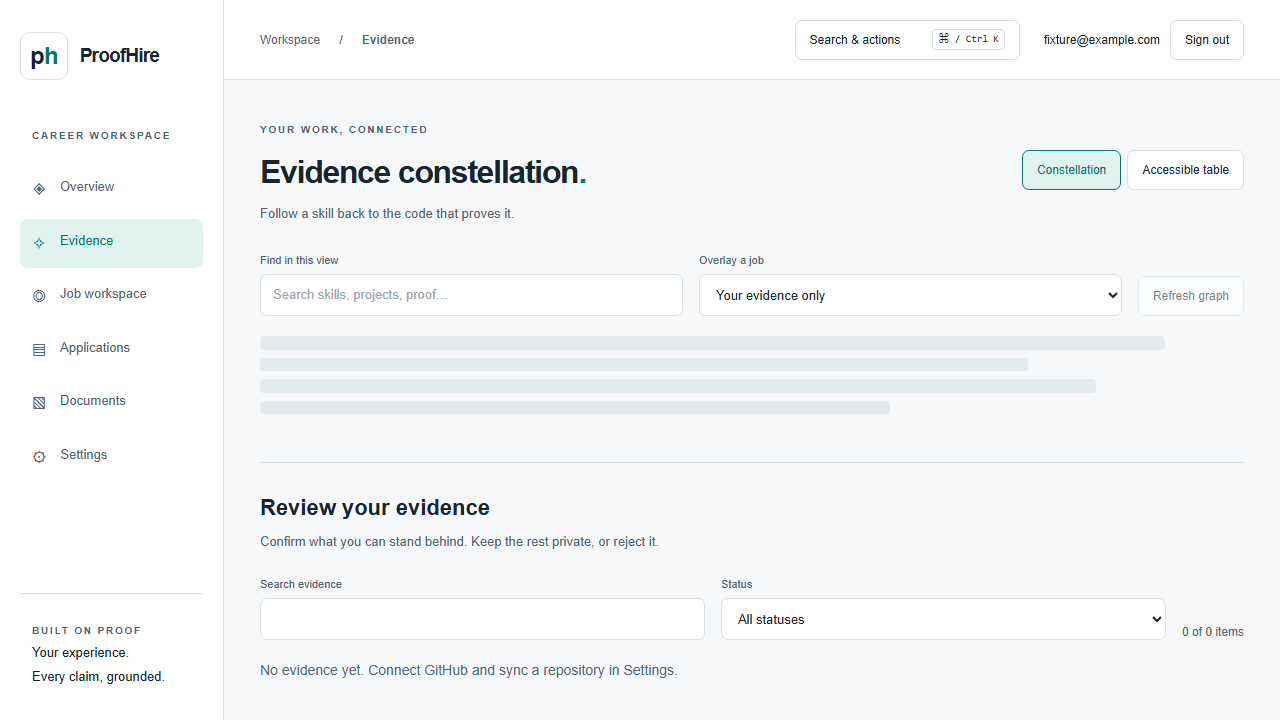 ph
ProofHire
CAREER WORKSPACE
Overview
Evidence
Job workspace
Applications
Documents
Settings
BUILT ON PROOF
Your experience.
Every claim, grounded.
Workspace / Evidence
Search & actions ⌘ / Ctrl K
fixture@example.com
Sign out
YOUR WORK, CONNECTED
Evidence constellation.
Constellation
Accessible table
Follow a skill back to the code that proves it.
Find in this view
Overlay a job
Search skills, projects, proof...
Your evidence only
Refresh graph
Review your evidence
Confirm what you can stand behind. Keep the rest private, or reject it.
Search evidence
Status
All statuses
0 of 0 items
No evidence yet. Connect GitHub and sync a repository in Settings.